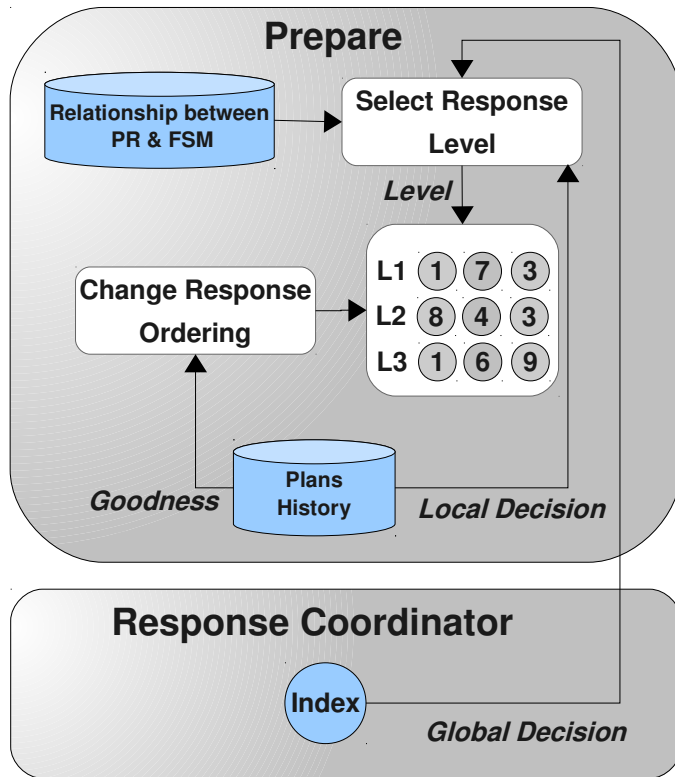 Prepare
Relationship between
PR & FSM
Select Response
Level
Level
Change Response
Ordering
L1 1 7 3
L2 8 4 3
L3 1 6 9
Plans
History
Goodness
Local Decision
Response Coordinator
Index
Global Decision